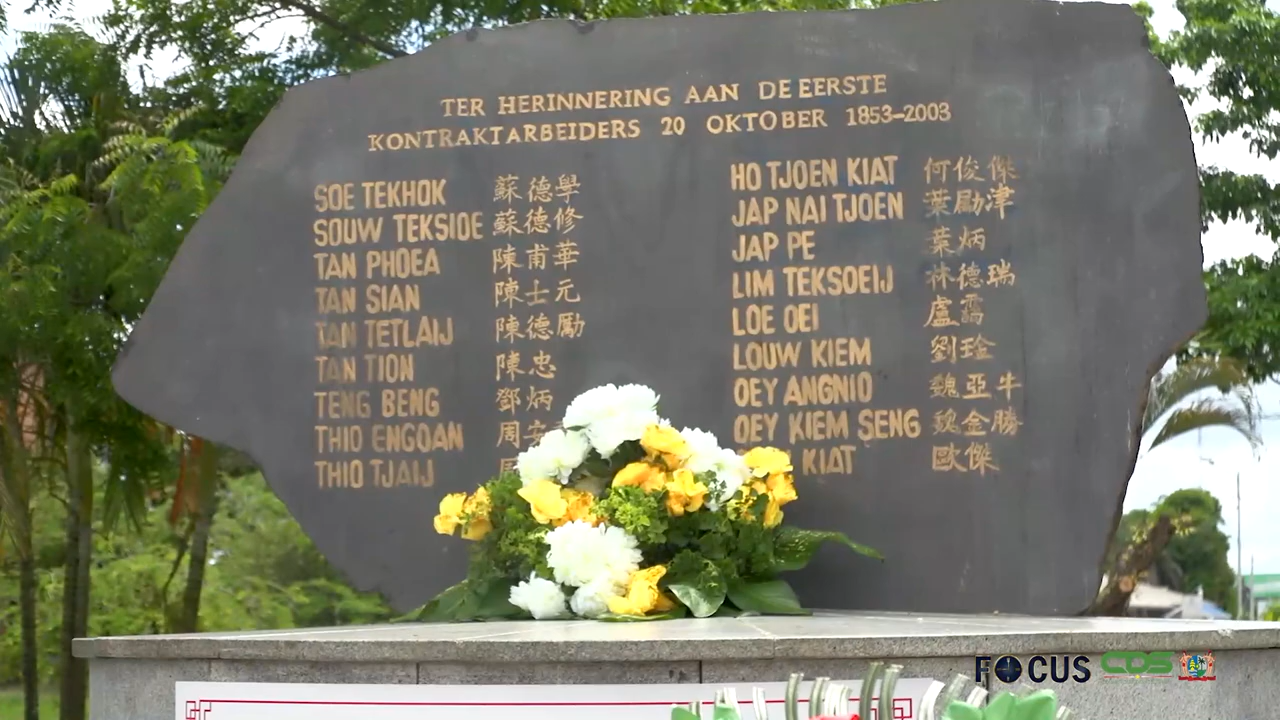 TER HERINNERING AAN DE EERSTE
KONTRAKTARBEIDERS 20 OKTOBER 1853-2003
SOE TEKHOK 蘇德學
SOUW TEKSIOE 蘇德修
TAN PHOEA 陳甫華
TAN SIAN 陳士元
TAN TETLAIJ 陳德勵
TAN TION 陳忠
TENG BENG 鄧炳
THIO ENGOAN 周安
THIO TJAIJ
HO TJOEN KIAT 何俊傑
JAP NAI TJOEN 葉勵津
JAP PE 葉炳
LIM TEKSOEIJ 林德瑞
LOE OEI 盧
LOUW KIEM 劉
OEY ANGNIO 魏亞牛
OEY KIEM SENG 魏金勝
KIAT 歐傑
FOCUS CDS